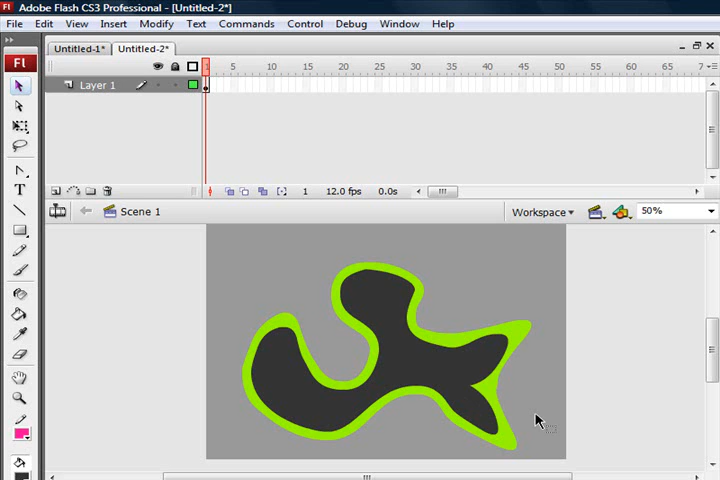 Fl Adobe Flash CS3 Professional - [Untitled-2*]
File Edit View Insert Modify Text Commands Control Debug Window Help
Untitled-1* Untitled-2*
Fl
1 5 10 15 20 25 30 35 40 45 50 55 60 65 7
Layer 1
1 12.0 fps 0.0s
Scene 1 Workspace 50%
T